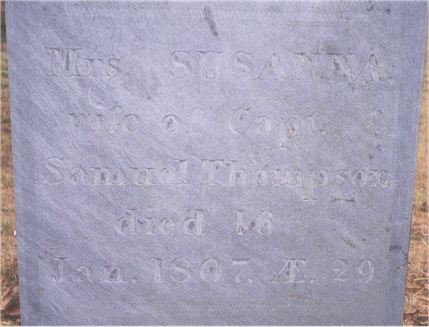 Mrs. SUSANNA
wife of Capt.
Samuel Thompson
died 16
Jan. 1807, Æ. 29